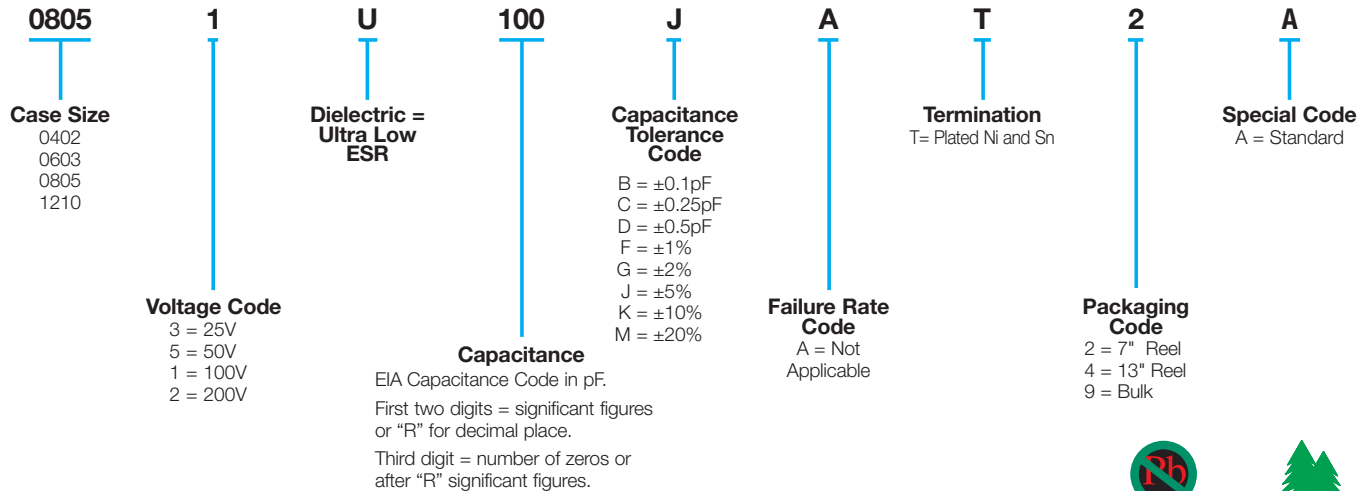 0805 1 U 100 J A T 2 A
Case Size
0402
0603
0805
1210
Voltage Code
3 = 25V
5 = 50V
1 = 100V
2 = 200V
Dielectric =
Ultra Low
ESR
Capacitance
EIA Capacitance Code in pF.
First two digits = significant figures
or “R” for decimal place.
Third digit = number of zeros or
after “R” significant figures.
Capacitance
Tolerance
Code
B = ±0.1pF
C = ±0.25pF
D = ±0.5pF
F = ±1%
G = ±2%
J = ±5%
K = ±10%
M = ±20%
Failure Rate
Code
A = Not
Applicable
Termination
T= Plated Ni and Sn
Packaging
Code
2 = 7" Reel
4 = 13" Reel
9 = Bulk
Special Code
A = Standard
Pb